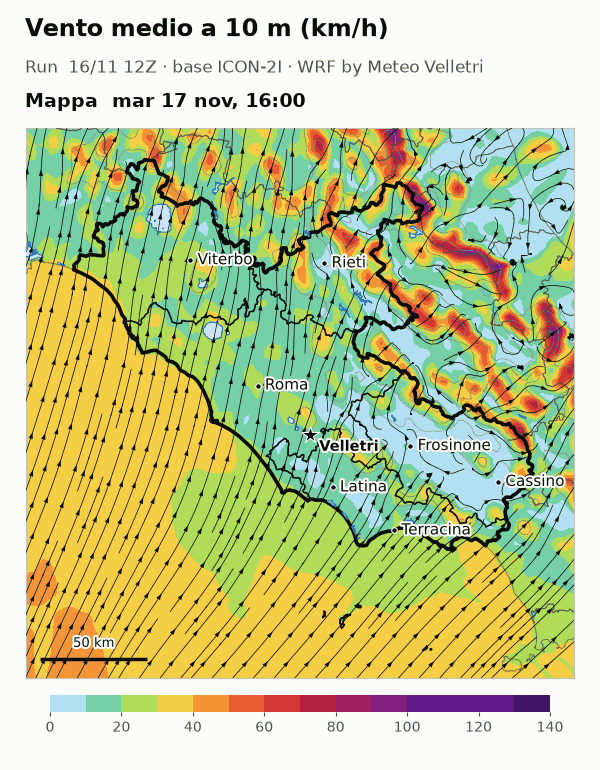 Vento medio a 10 m (km/h)
Run  16/11 12Z · base ICON-2I · WRF by Meteo Velletri
Mappa  mar 17 nov, 16:00
Viterbo
Rieti
Roma
Velletri
Frosinone
Latina
Cassino
Terracina
50 km
0 20 40 60 80 100 120 140